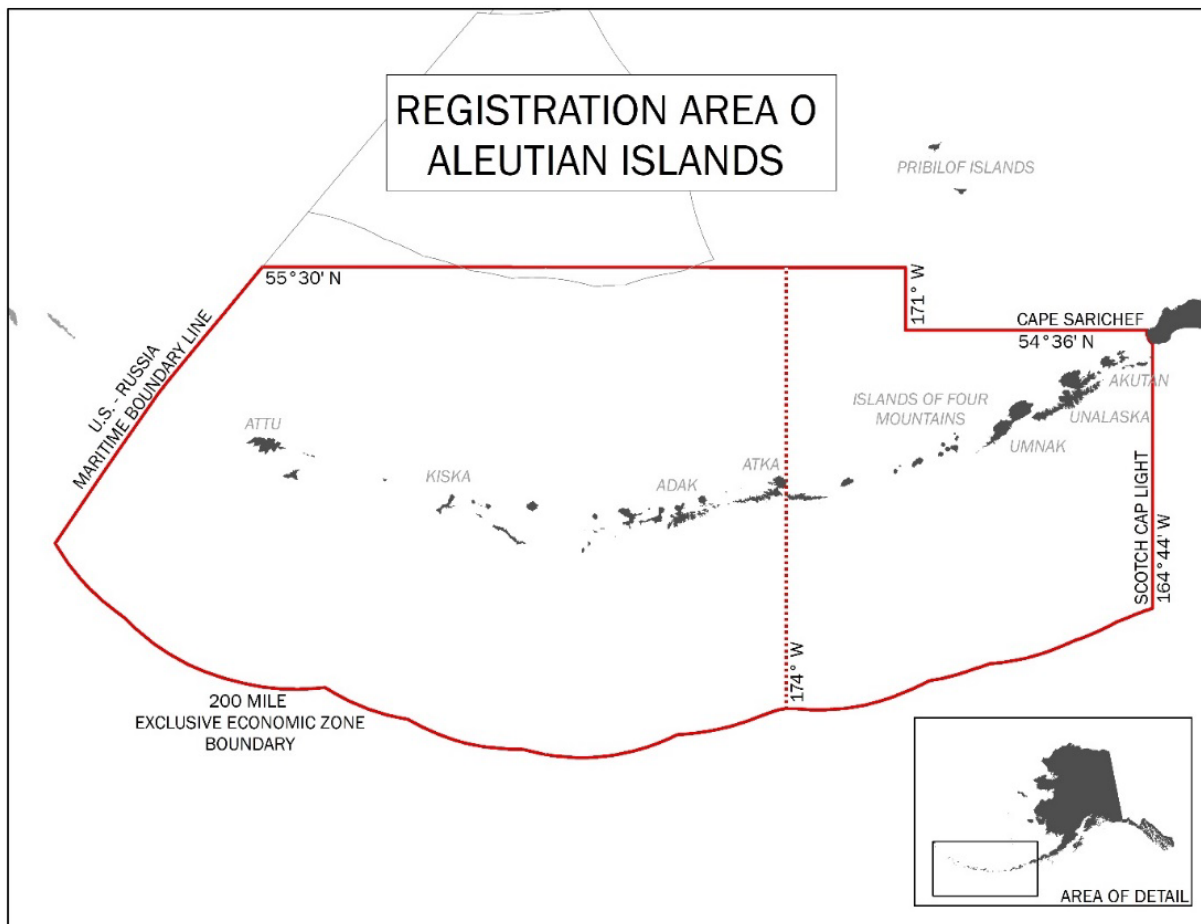 REGISTRATION AREA O
ALEUTIAN ISLANDS
PRIBILOF ISLANDS
55°30' N
171° W
CAPE SARICHEF
54°36' N
U.S. - RUSSIA
MARITIME BOUNDARY LINE
AKUTAN
ISLANDS OF FOUR
MOUNTAINS
UNALASKA
UMNAK
ATTU
KISKA
ADAK
ATKA
SCOTCH CAP LIGHT
164°44' W
174° W
200 MILE
EXCLUSIVE ECONOMIC ZONE
BOUNDARY
AREA OF DETAIL